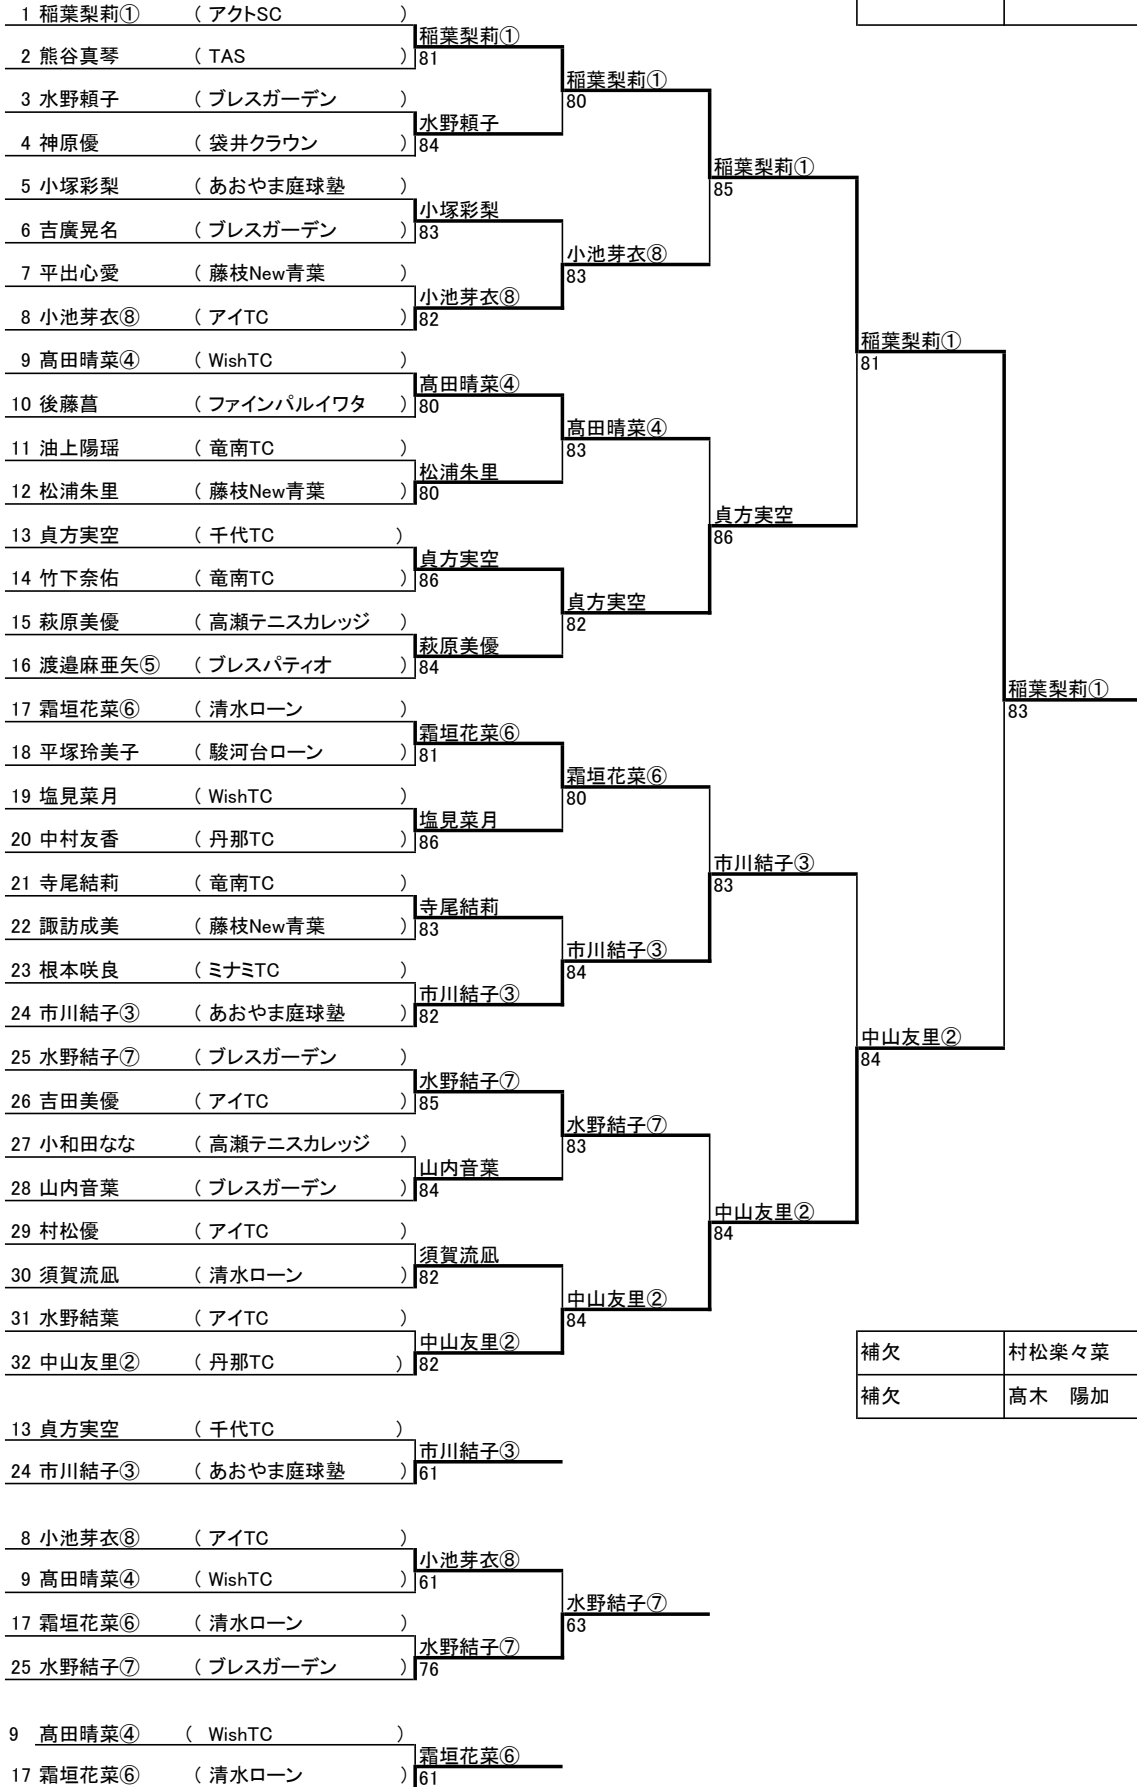 1 稲葉梨莉① ( アクトSC )
稲葉梨莉①
2 熊谷真琴 ( TAS ) 81
稲葉梨莉①
3 水野頼子 ( ブレスガーデン ) 80
水野頼子
4 神原優 ( 袋井クラウン ) 84
稲葉梨莉①
5 小塚彩梨 ( あおやま庭球塾 ) 85
小塚彩梨
6 吉廣晃名 ( ブレスガーデン ) 83
小池芽衣⑧
7 平出心愛 ( 藤枝New青葉 ) 83
小池芽衣⑧
8 小池芽衣⑧ ( アイTC ) 82
稲葉梨莉①
9 髙田晴菜④ ( WishTC ) 81
髙田晴菜④
10 後藤菖 ( ファインパルイワタ ) 80
髙田晴菜④
11 油上陽瑶 ( 竜南TC ) 83
松浦朱里
12 松浦朱里 ( 藤枝New青葉 ) 80
貞方実空
13 貞方実空 ( 千代TC ) 86
貞方実空
14 竹下奈佑 ( 竜南TC ) 86
貞方実空
15 萩原美優 ( 高瀬テニスカレッジ ) 82
萩原美優
16 渡邉麻亜矢⑤ ( ブレスパティオ ) 84
稲葉梨莉①
17 霜垣花菜⑥ ( 清水ローン ) 83
霜垣花菜⑥
18 平塚玲美子 ( 駿河台ローン ) 81
霜垣花菜⑥
19 塩見菜月 ( WishTC ) 80
塩見菜月
20 中村友香 ( 丹那TC ) 86
市川結子③
21 寺尾結莉 ( 竜南TC ) 83
寺尾結莉
22 諏訪成美 ( 藤枝New青葉 ) 83
市川結子③
23 根本咲良 ( ミナミTC ) 84
市川結子③
24 市川結子③ ( あおやま庭球塾 ) 82
中山友里②
25 水野結子⑦ ( ブレスガーデン ) 84
水野結子⑦
26 吉田美優 ( アイTC ) 85
水野結子⑦
27 小和田なな ( 高瀬テニスカレッジ ) 83
山内音葉
28 山内音葉 ( ブレスガーデン ) 84
中山友里②
29 村松優 ( アイTC ) 84
須賀流凪
30 須賀流凪 ( 清水ローン ) 82
中山友里②
31 水野結葉 ( アイTC ) 84
中山友里②
32 中山友里② ( 丹那TC ) 82
補欠 村松楽々菜
補欠 髙木 陽加
13 貞方実空 ( 千代TC )
市川結子③
24 市川結子③ ( あおやま庭球塾 ) 61
8 小池芽衣⑧ ( アイTC )
小池芽衣⑧
9 髙田晴菜④ ( WishTC ) 61
水野結子⑦
17 霜垣花菜⑥ ( 清水ローン ) 63
水野結子⑦
25 水野結子⑦ ( ブレスガーデン ) 76
9 髙田晴菜④ ( WishTC )
霜垣花菜⑥
17 霜垣花菜⑥ ( 清水ローン ) 61